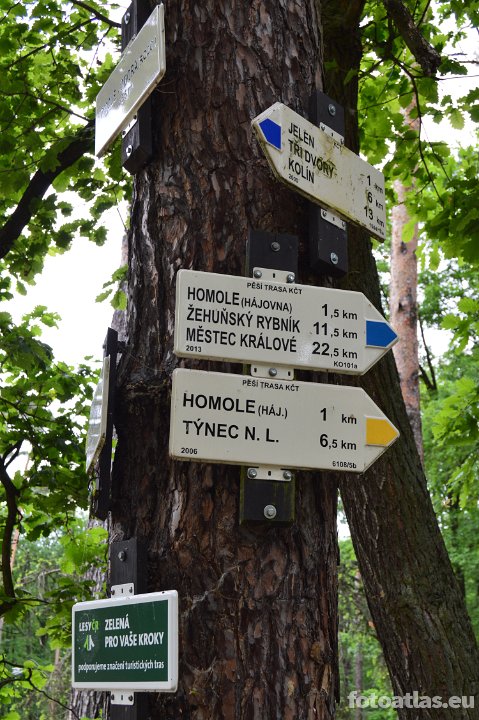 JELEN 1
TŘI DVORY 6
KOLÍN 13 km
PĚŠÍ TRASA KČT
HOMOLE (HÁJOVNA) 1,5 km
ŽEHUŇSKÝ RYBNÍK 11,5 km
MĚSTEC KRÁLOVÉ 22,5 km
2013 KO101a
PĚŠÍ TRASA KČT
HOMOLE (HÁJ.) 1 km
TÝNEC N. L. 6,5 km
2006 6108/5b
LESY ČR
ZELENÁ
PRO VAŠE KROKY
podporujeme značení turistických tras
fotoatlas.eu